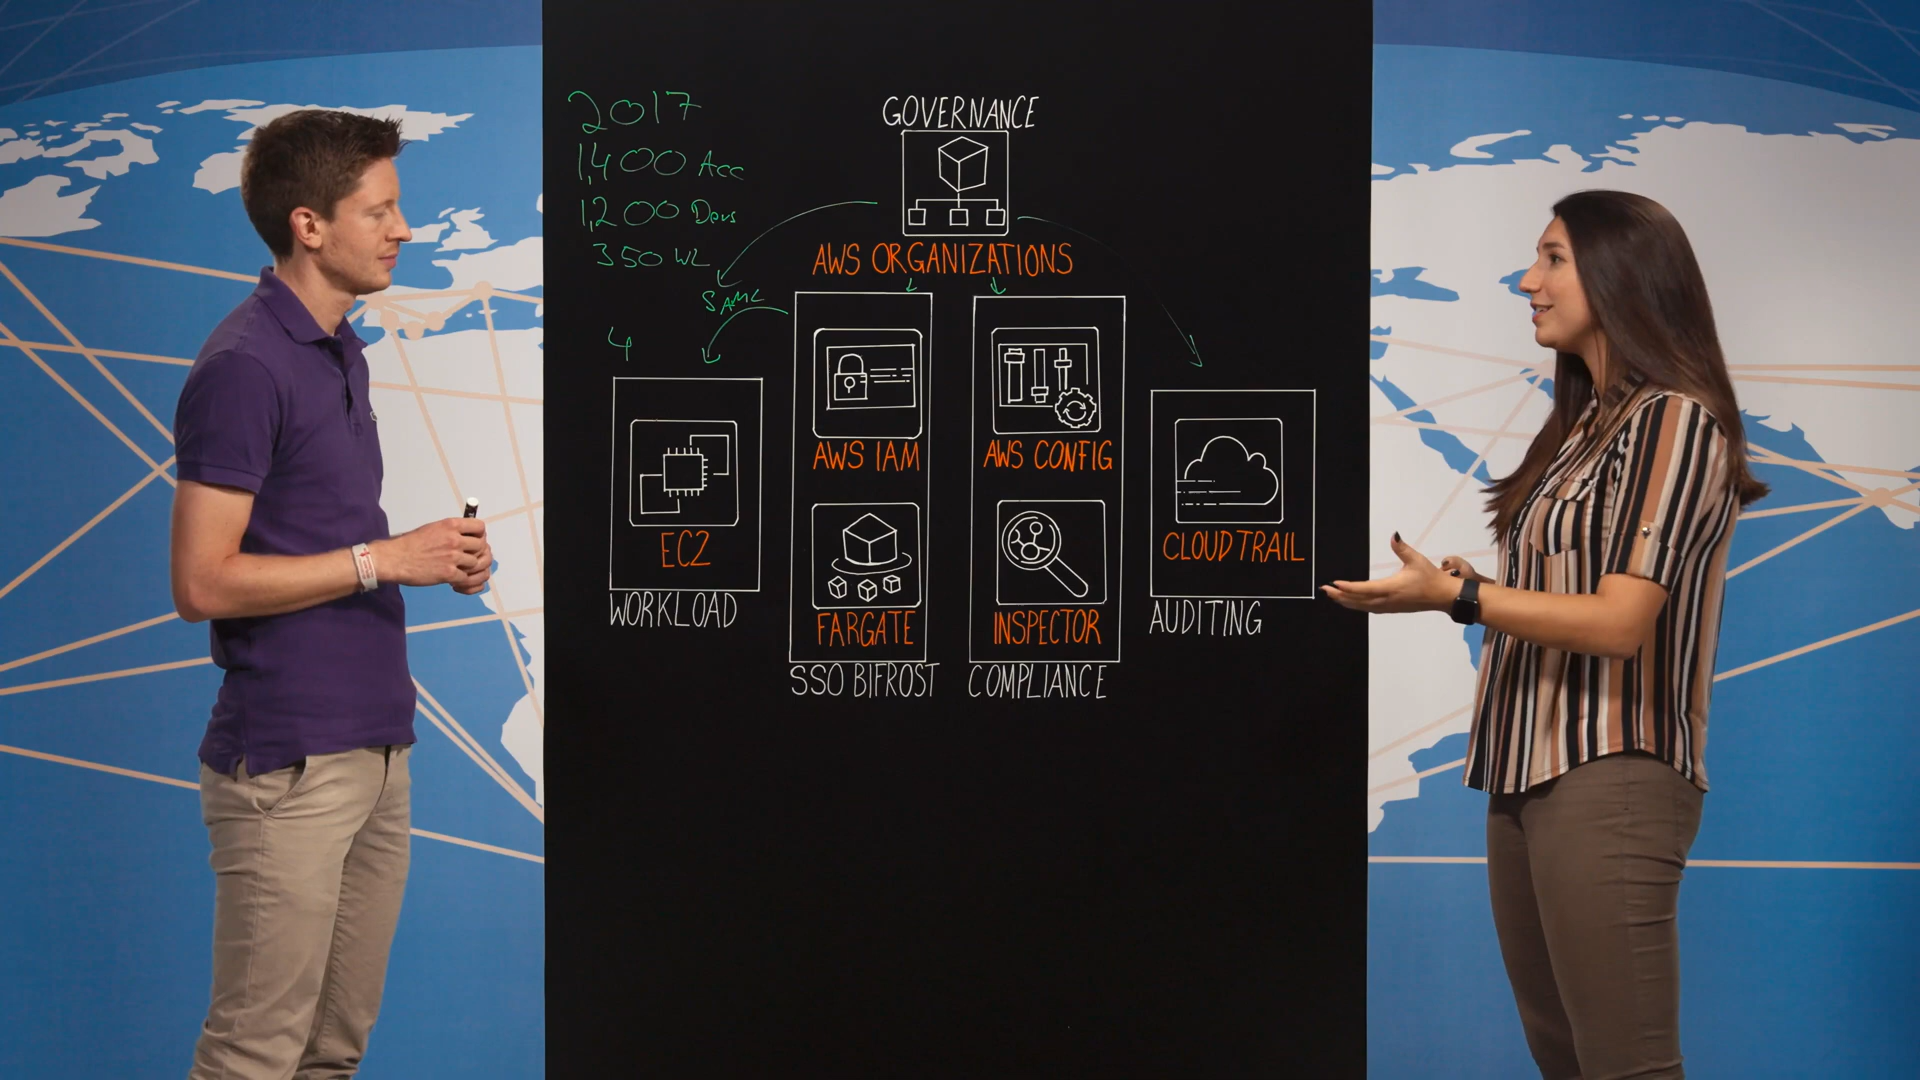 2017
1,400 Acc
1,200 Devs
350 WL
SAML
4
GOVERNANCE
AWS ORGANIZATIONS
EC2
WORKLOAD
AWS IAM
FARGATE
SSO BIFROST
AWS CONFIG
INSPECTOR
COMPLIANCE
CLOUDTRAIL
AUDITING